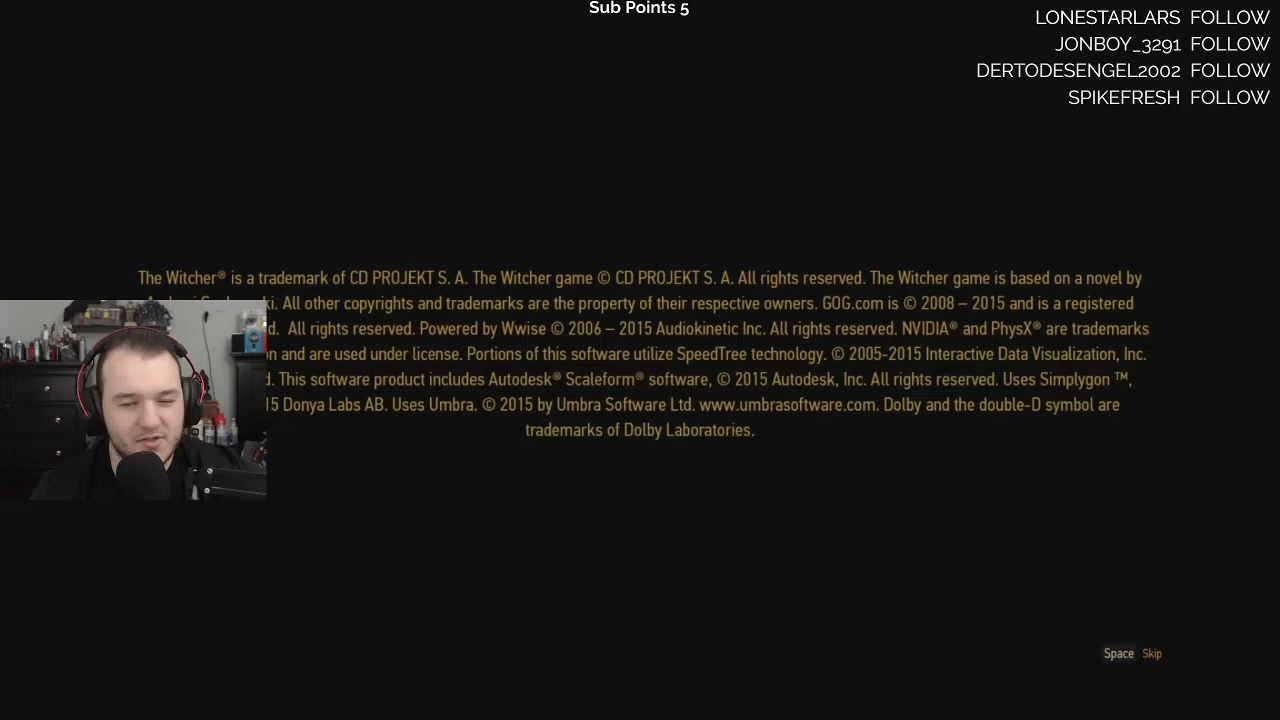 Sub Points 5
LONESTARLARS FOLLOW
JONBOY_3291 FOLLOW
DERTODESENGEL2002 FOLLOW
SPIKEFRESH FOLLOW
The Witcher® is a trademark of CD PROJEKT S. A. The Witcher game © CD PROJEKT S. A. All rights reserved. The Witcher game is based on a novel by
All other copyrights and trademarks are the property of their respective owners. GOG.com is © 2008 – 2015 and is a registered
All rights reserved. Powered by Wwise © 2006 – 2015 Audiokinetic Inc. All rights reserved. NVIDIA® and PhysX® are trademarks
and are used under license. Portions of this software utilize SpeedTree technology. © 2005-2015 Interactive Data Visualization, Inc.
This software product includes Autodesk® Scaleform® software, © 2015 Autodesk, Inc. All rights reserved. Uses Simplygon ™,
Donya Labs AB. Uses Umbra. © 2015 by Umbra Software Ltd. www.umbrasoftware.com. Dolby and the double-D symbol are
trademarks of Dolby Laboratories.
Space Skip